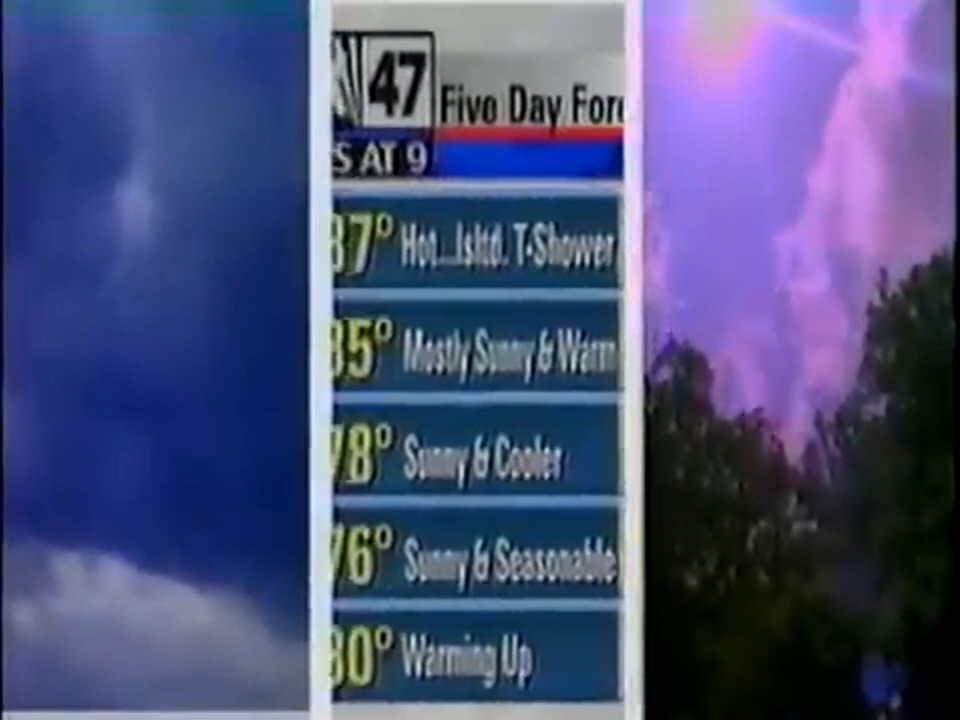 47
Five Day Fore
S AT 9
87° Hot...Isltd. T-Shower
85° Mostly Sunny & Warm
78° Sunny & Cooler
76° Sunny & Seasonable
80° Warming Up